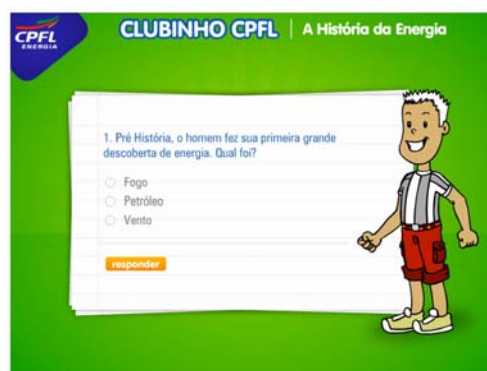 CPFL
ENERGIA
CLUBINHO CPFL | A História da Energia
1. Pré História, o homem fez sua primeira grande
descoberta de energia. Qual foi?
Fogo
Petróleo
Vento
responder